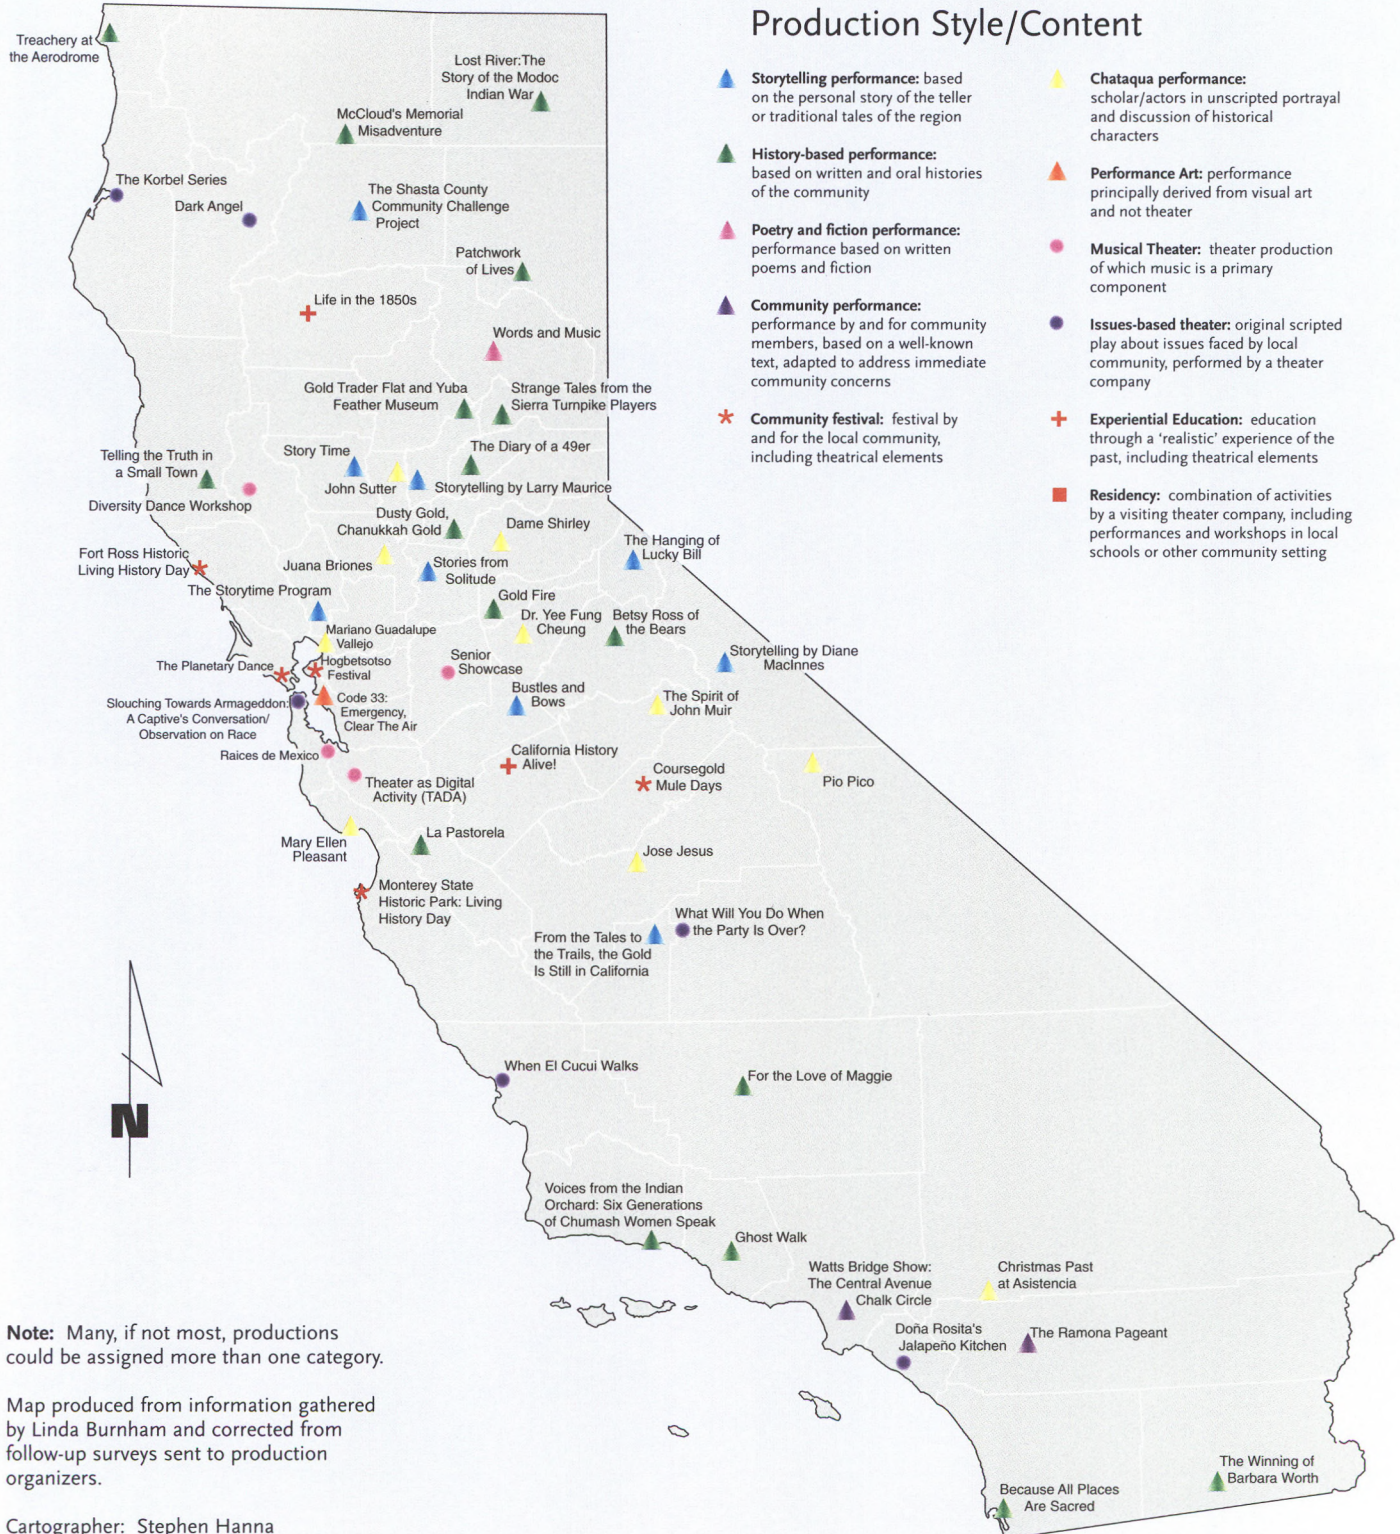 Production Style/Content
Storytelling performance: based
on the personal story of the teller
or traditional tales of the region
History-based performance:
based on written and oral histories
of the community
Poetry and fiction performance:
performance based on written
poems and fiction
Community performance:
performance by and for community
members, based on a well-known
text, adapted to address immediate
community concerns
Community festival: festival by
and for the local community,
including theatrical elements
Chataqua performance:
scholar/actors in unscripted portrayal
and discussion of historical
characters
Performance Art: performance
principally derived from visual art
and not theater
Musical Theater: theater production
of which music is a primary
component
Issues-based theater: original scripted
play about issues faced by local
community, performed by a theater
company
Experiential Education: education
through a ‘realistic’ experience of the
past, including theatrical elements
Residency: combination of activities
by a visiting theater company, including
performances and workshops in local
schools or other community setting
Treachery at
the Aerodrome
Lost River:The
Story of the Modoc
Indian War
McCloud's Memorial
Misadventure
The Korbel Series
Dark Angel
The Shasta County
Community Challenge
Project
Patchwork
of Lives
Life in the 1850s
Words and Music
Gold Trader Flat and Yuba
Feather Museum
Strange Tales from the
Sierra Turnpike Players
Telling the Truth in
a Small Town
Story Time
The Diary of a 49er
John Sutter
Storytelling by Larry Maurice
Diversity Dance Workshop
Dusty Gold,
Chanukkah Gold
Dame Shirley
The Hanging of
Lucky Bill
Fort Ross Historic
Living History Day
Juana Briones
Stories from
Solitude
The Storytime Program
Gold Fire
Dr. Yee Fung
Cheung
Betsy Ross of
the Bears
Mariano Guadalupe
Vallejo
The Planetary Dance
Hogbetsotso
Festival
Senior
Showcase
Storytelling by Diane
MacInnes
Slouching Towards Armageddon:
A Captive's Conversation/
Observation on Race
Code 33:
Emergency,
Clear The Air
Bustles and
Bows
The Spirit of
John Muir
Raices de Mexico
California History
Alive!
Theater as Digital
Activity (TADA)
Coursegold
Mule Days
Pio Pico
Mary Ellen
Pleasant
La Pastorela
Jose Jesus
Monterey State
Historic Park: Living
History Day
What Will You Do When
the Party Is Over?
From the Tales to
the Trails, the Gold
Is Still in California
N
When El Cucui Walks
For the Love of Maggie
Voices from the Indian
Orchard: Six Generations
of Chumash Women Speak
Ghost Walk
Watts Bridge Show:
The Central Avenue
Chalk Circle
Christmas Past
at Asistencia
Doña Rosita's
Jalapeño Kitchen
The Ramona Pageant
The Winning of
Barbara Worth
Because All Places
Are Sacred
Note: Many, if not most, productions
could be assigned more than one category.
Map produced from information gathered
by Linda Burnham and corrected from
follow-up surveys sent to production
organizers.
Cartographer: Stephen Hanna